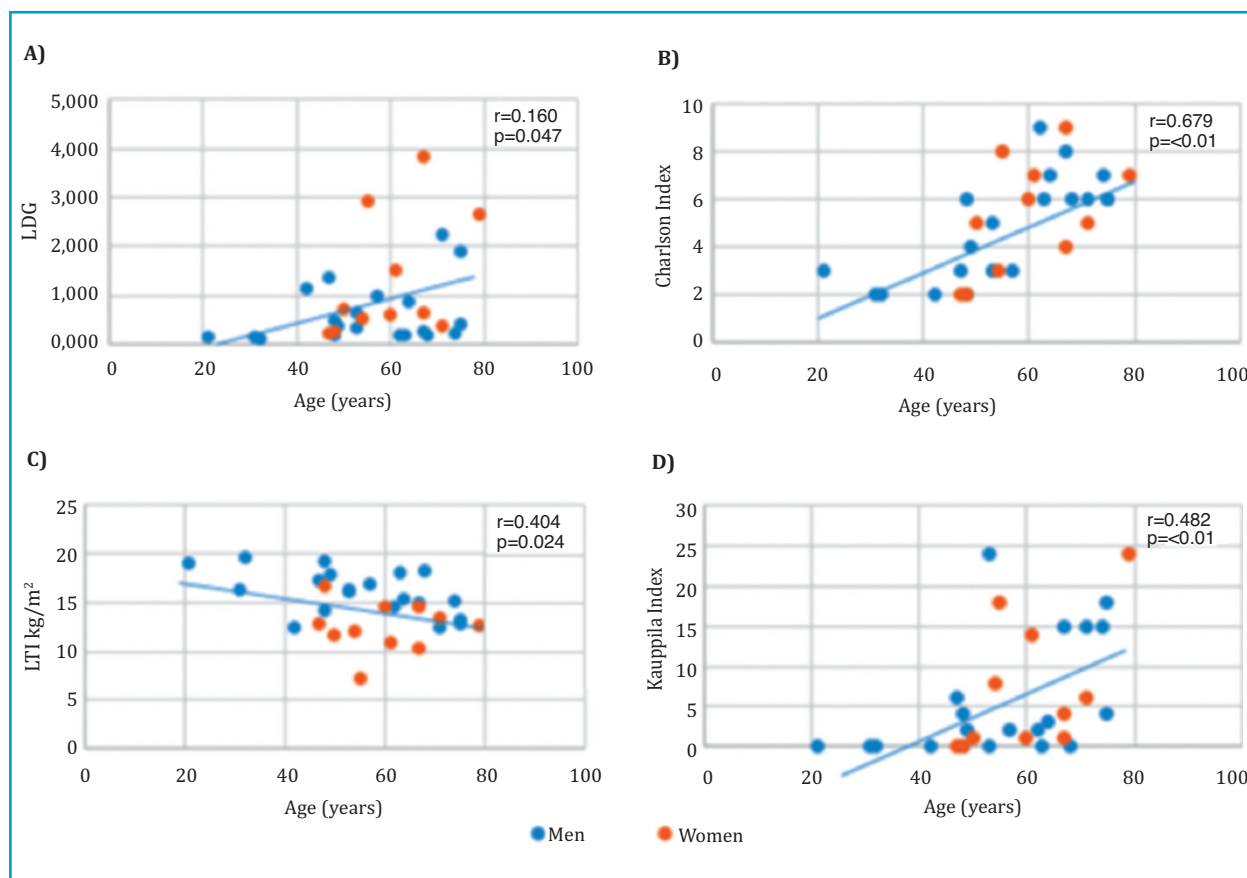 A)
5,000
4,000
3,000
2,000
1,000
0,000
LDG
r=0.160
p=0.047
0 20 40 60 80 100
Age (years)
B)
10
8
6
4
2
0
Charlson Index
r=0.679
p=<0.01
0 20 40 60 80 100
Age (years)
C)
25
20
15
10
5
0
LTI kg/m²
r=0.404
p=0.024
0 20 40 60 80 100
Age (years)
D)
30
25
20
15
10
5
0
Kauppila Index
r=0.482
p=<0.01
0 20 40 60 80 100
Age (years)
Men Women